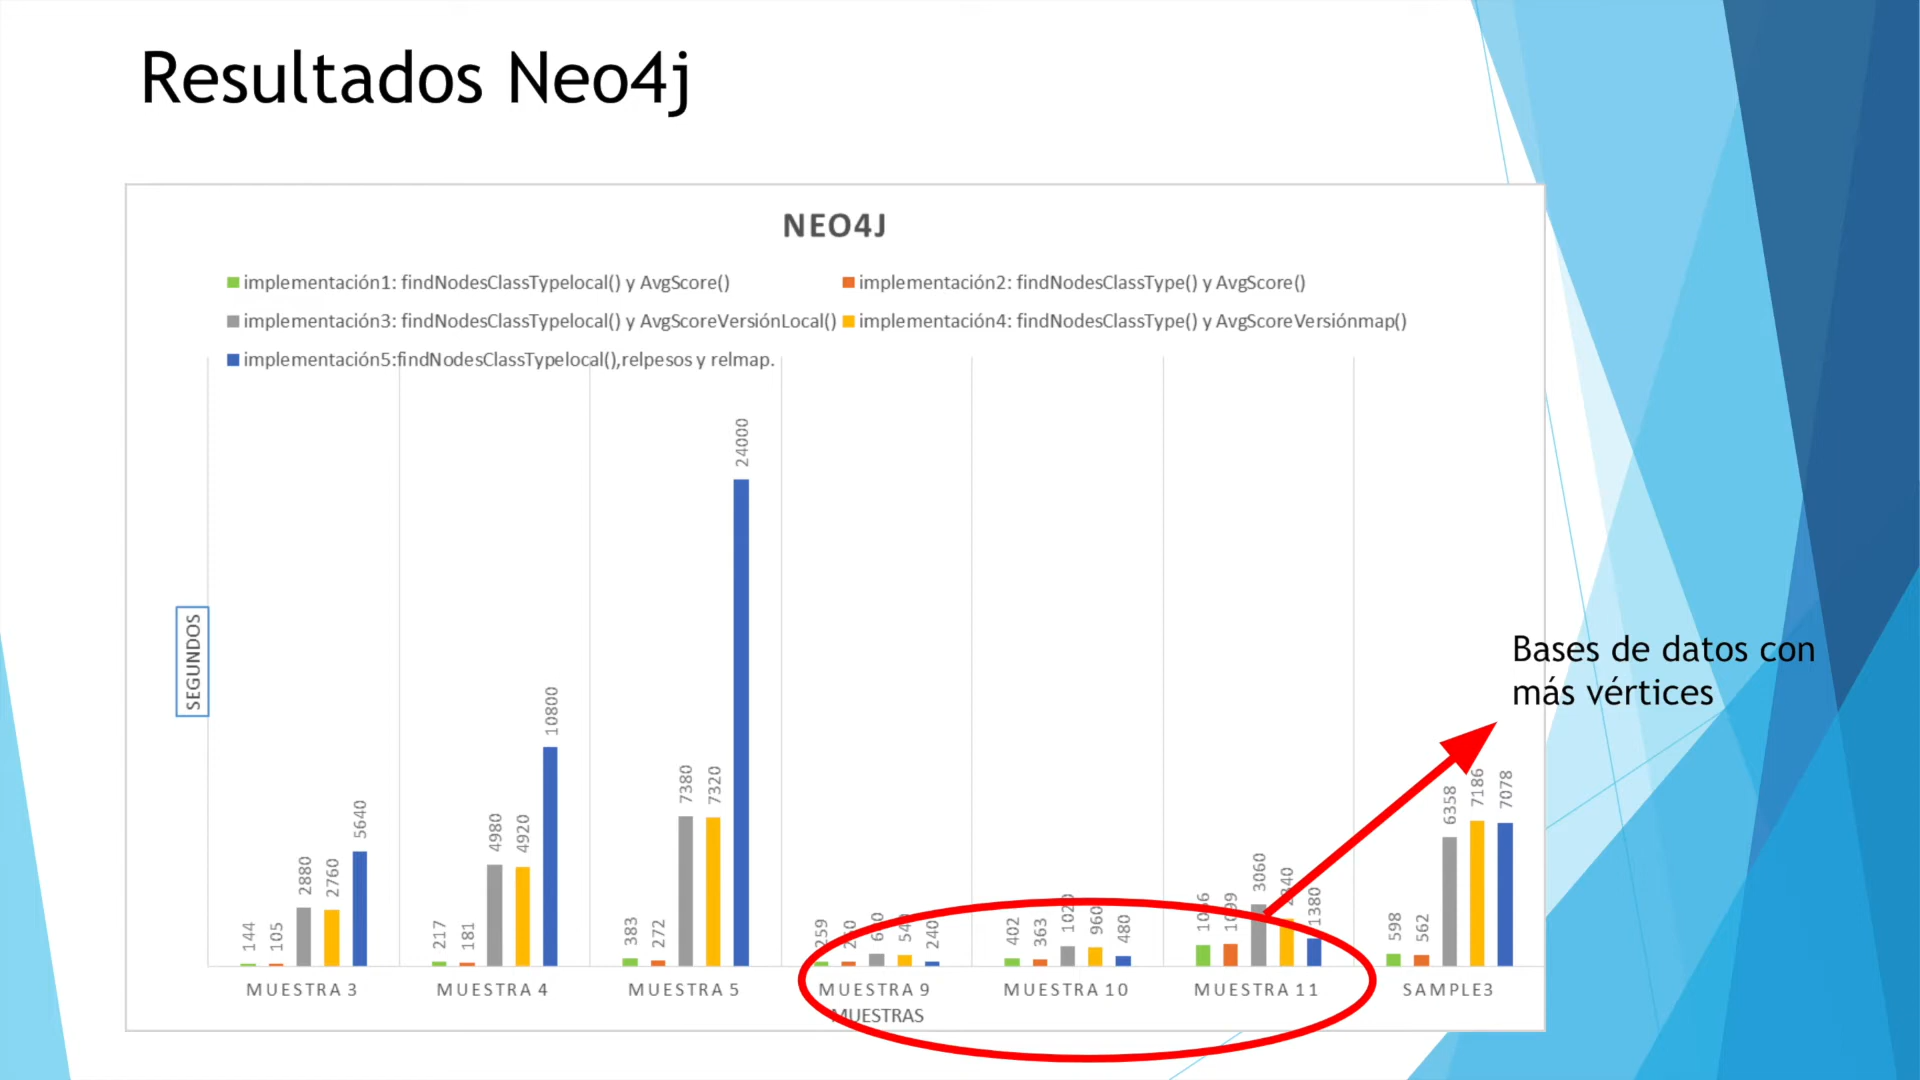 Resultados Neo4j
NEO4J
implementación1: findNodesClassTypelocal() y AvgScore()
implementación2: findNodesClassType() y AvgScore()
implementación3: findNodesClassTypelocal() y AvgScoreVersiónLocal()
implementación4: findNodesClassType() y AvgScoreVersiónmap()
implementación5:findNodesClassTypelocal(),relpesos y relmap.
SEGUNDOS
144
105
2880
2760
5640
217
181
4980
4920
10800
383
272
7380
7320
24000
259
240
402
363
1020
960
480
3060
1380
598
562
6358
7186
7078
MUESTRA 3
MUESTRA 4
MUESTRA 5
MUESTRA 9
MUESTRA 10
MUESTRA 11
SAMPLE3
MUESTRAS
Bases de datos con
más vértices